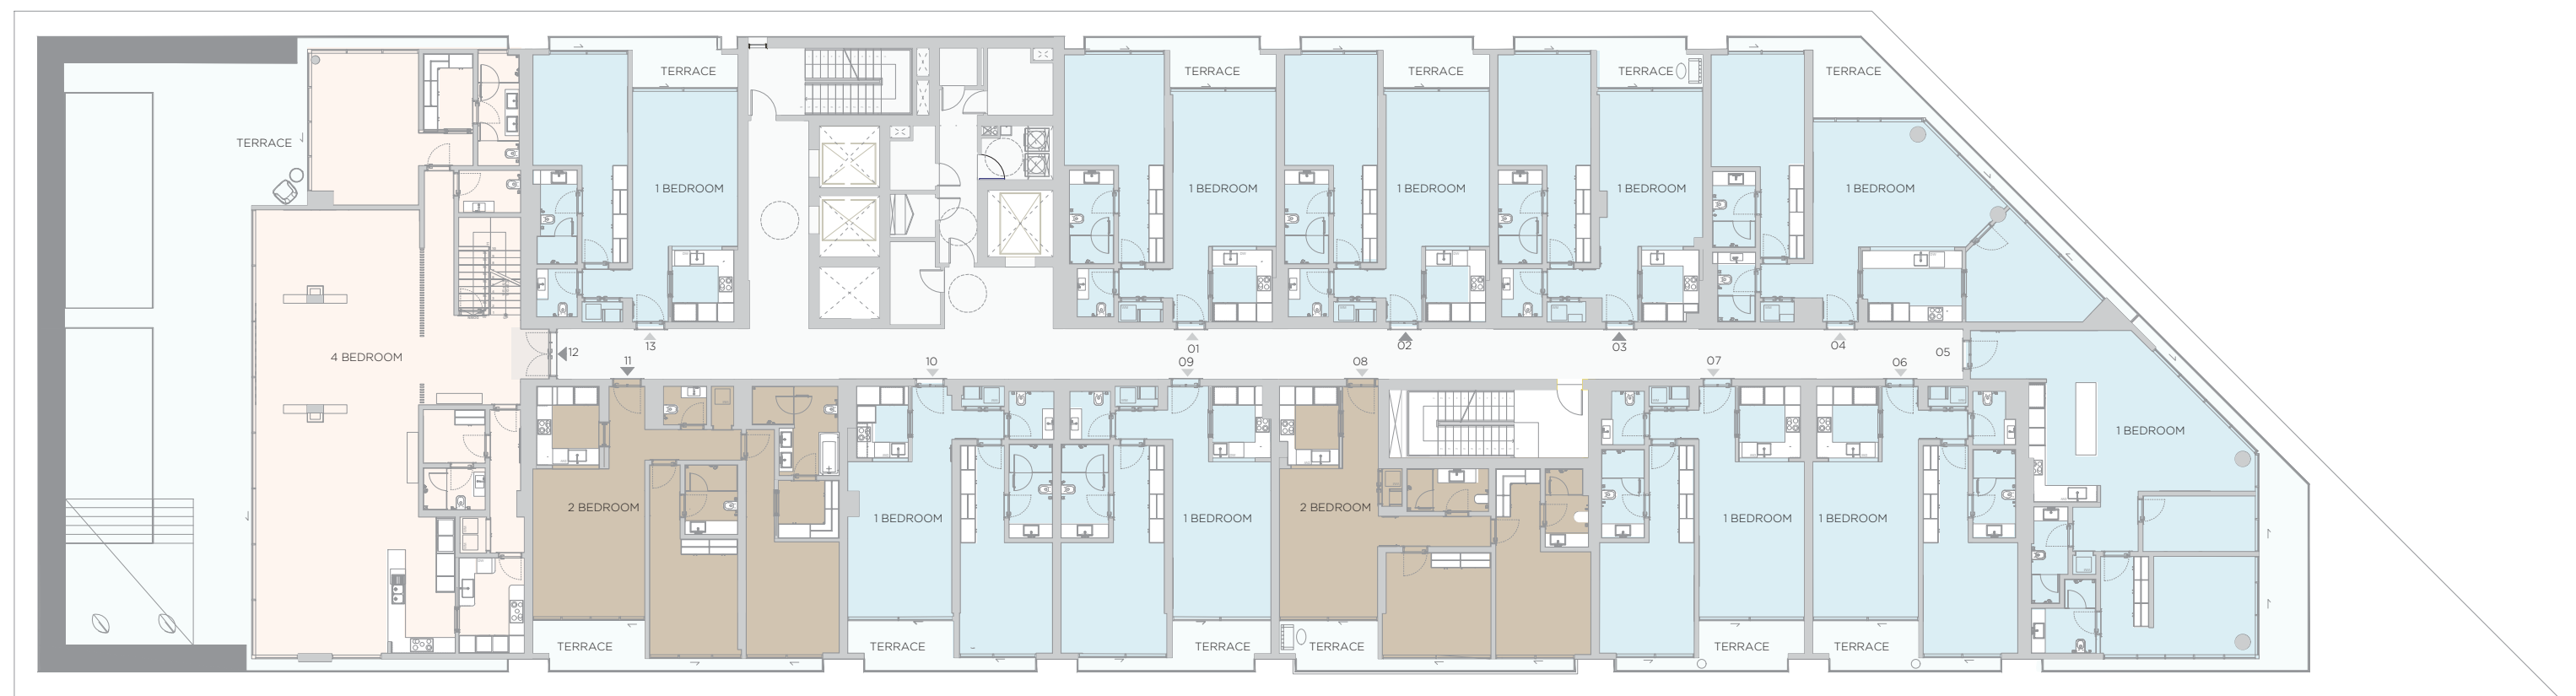 TERRACE
TERRACE
TERRACE
TERRACE
TERRACE
TERRACE
1 BEDROOM
1 BEDROOM
1 BEDROOM
1 BEDROOM
1 BEDROOM
4 BEDROOM
12
13
01
02
03
04
05
11
10
09
08
07
06
1 BEDROOM
2 BEDROOM
1 BEDROOM
1 BEDROOM
2 BEDROOM
1 BEDROOM
1 BEDROOM
TERRACE
TERRACE
TERRACE
TERRACE
TERRACE
TERRACE